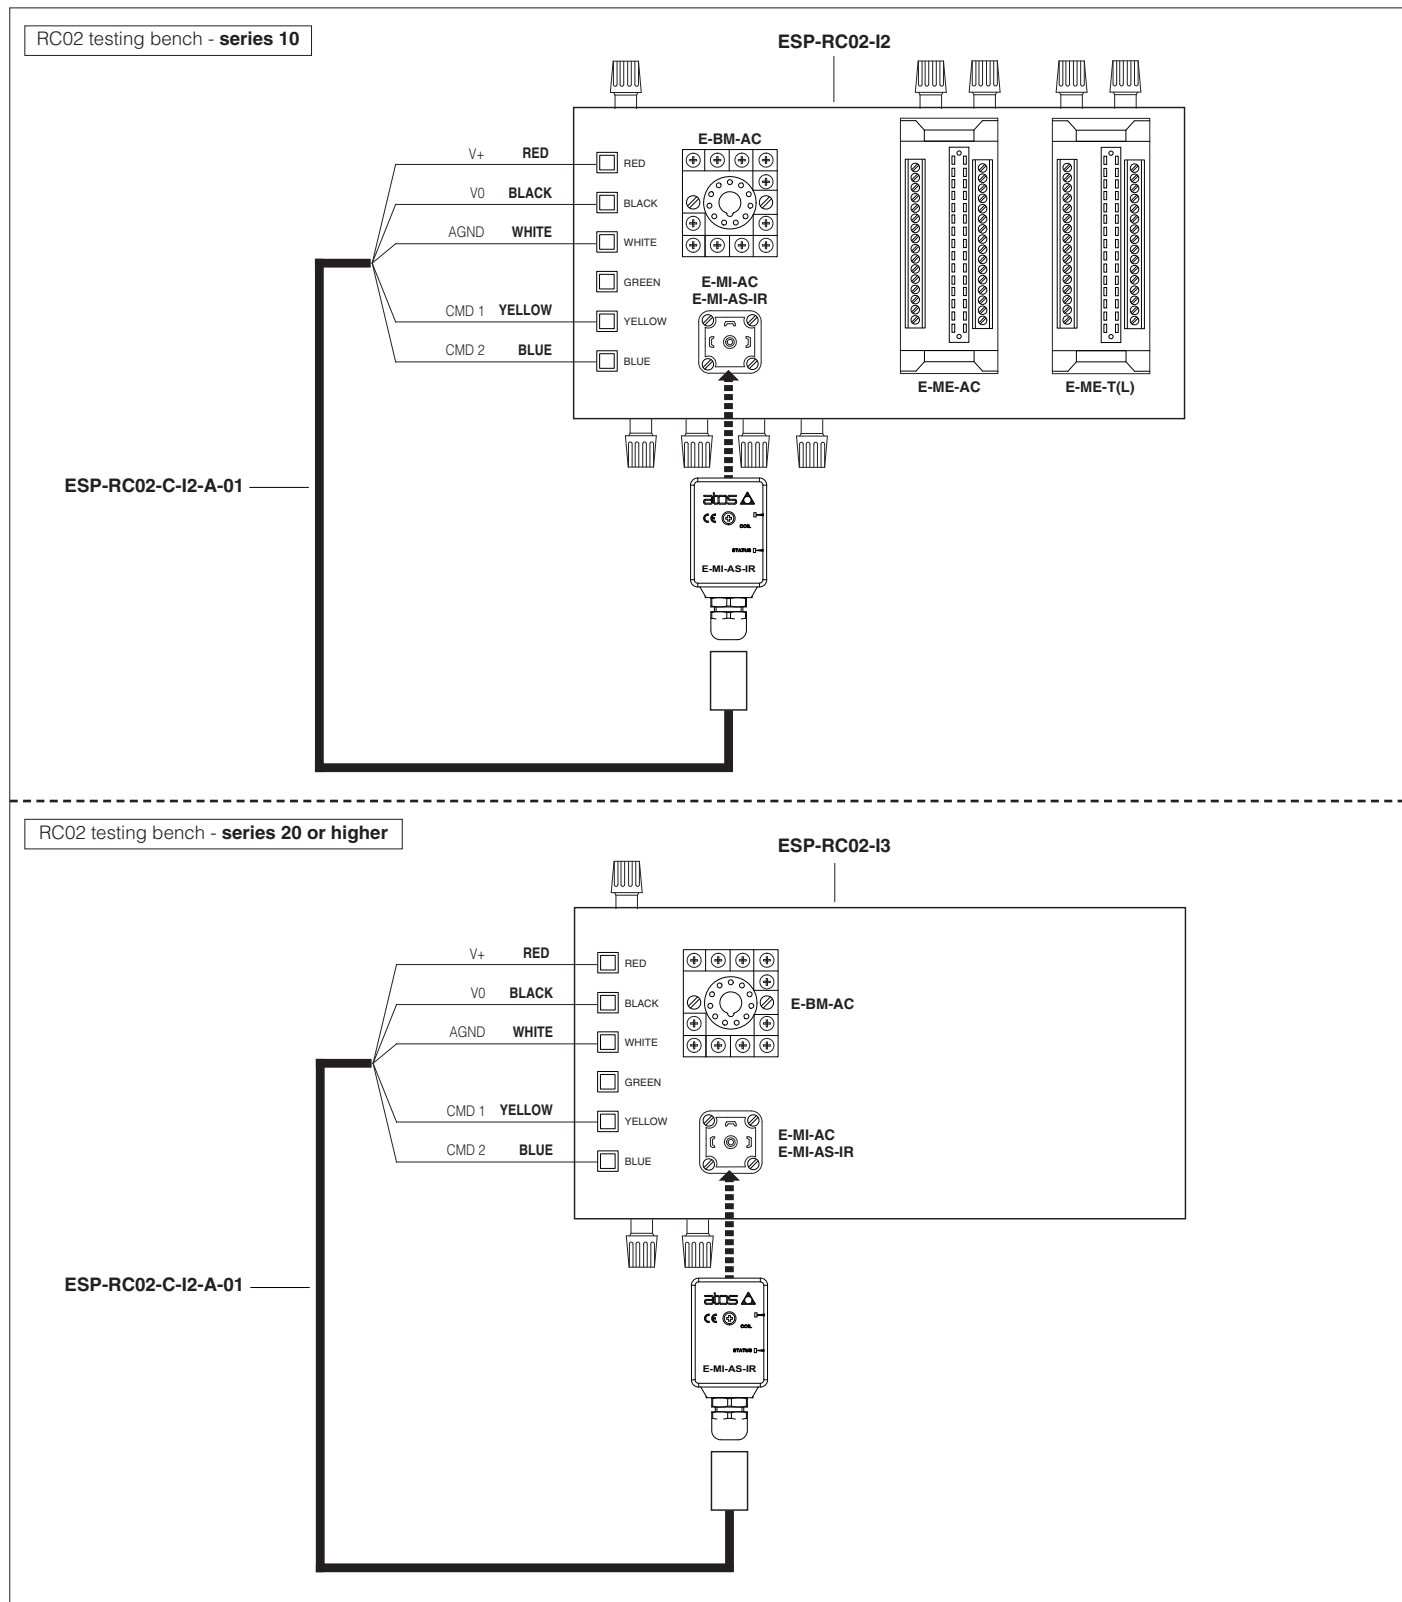 RC02 testing bench - series 10
ESP-RC02-I2
E-BM-AC
V+ RED
RED
V0 BLACK
BLACK
AGND WHITE
WHITE
GREEN
E-MI-AC
E-MI-AS-IR
CMD 1 YELLOW
YELLOW
CMD 2 BLUE
BLUE
E-ME-AC
E-ME-T(L)
ESP-RC02-C-I2-A-01
atos
CE
COIL
STATUS
E-MI-AS-IR
RC02 testing bench - series 20 or higher
ESP-RC02-I3
V+ RED
RED
V0 BLACK
BLACK
E-BM-AC
AGND WHITE
WHITE
GREEN
CMD 1 YELLOW
YELLOW
E-MI-AC
E-MI-AS-IR
CMD 2 BLUE
BLUE
ESP-RC02-C-I2-A-01
atos
CE
COIL
STATUS
E-MI-AS-IR